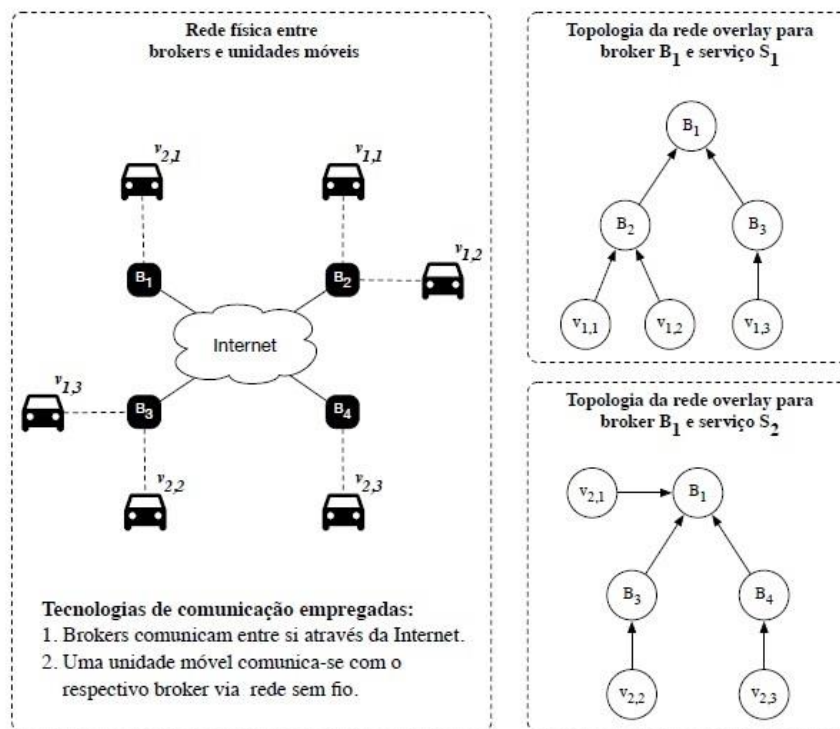 Rede física entre
brokers e unidades móveis
v2,1
v1,1
v1,2
B1
B2
Internet
v1,3
B3
B4
v2,2
v2,3
Tecnologias de comunicação empregadas:
1. Brokers comunicam entre si através da Internet.
2. Uma unidade móvel comunica-se com o
respectivo broker via rede sem fio.
Topologia da rede overlay para
broker B1 e serviço S1
B1
B2
B3
v1,1
v1,2
v1,3
Topologia da rede overlay para
broker B1 e serviço S2
v2,1
B1
B3
B4
v2,2
v2,3